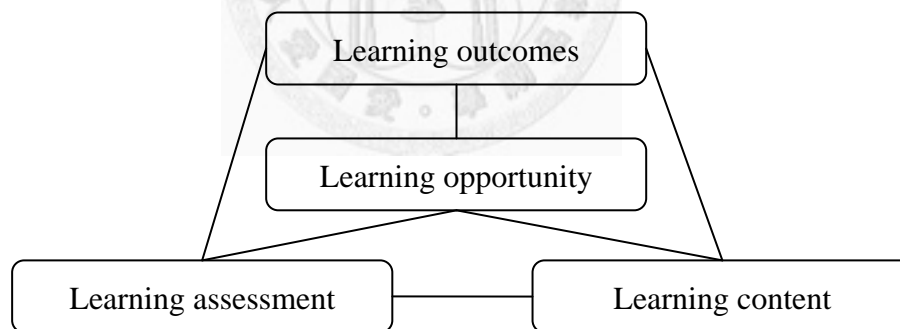 Learning outcomes
Learning opportunity
Learning assessment
Learning content